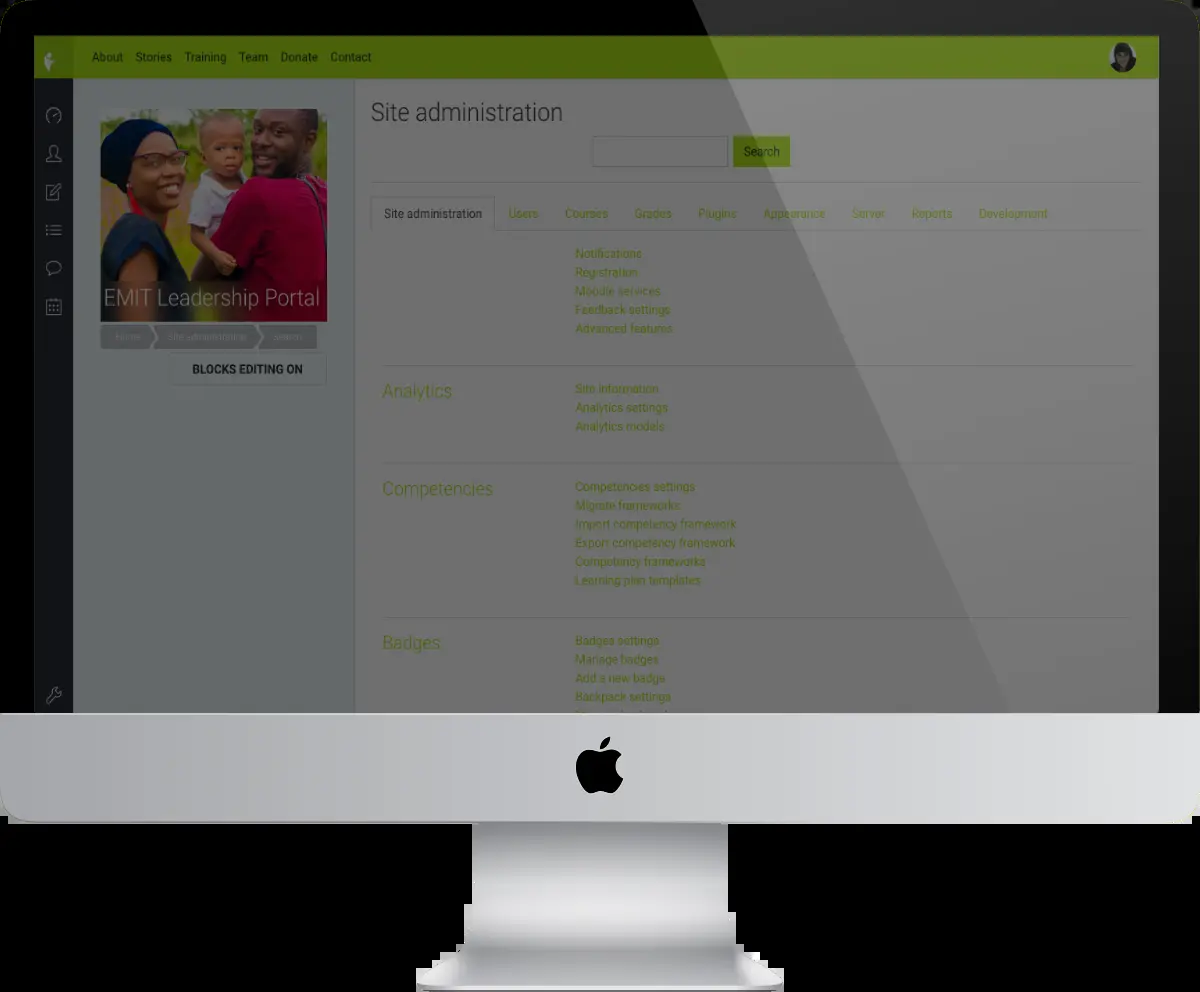 About Stories Training Team Donate Contact
Site administration
Search
EMIT Leadership Portal
Home Site administration Search
BLOCKS EDITING ON
Site administration Users Courses Grades Plugins Appearance Server Reports Development
Notifications
Registration
Moodle services
Feedback settings
Advanced features
Analytics
Site information
Analytics settings
Analytics models
Competencies
Competencies settings
Migrate frameworks
Import competency framework
Export competency framework
Competency frameworks
Learning plan templates
Badges
Badges settings
Manage badges
Add a new badge
Backpack settings